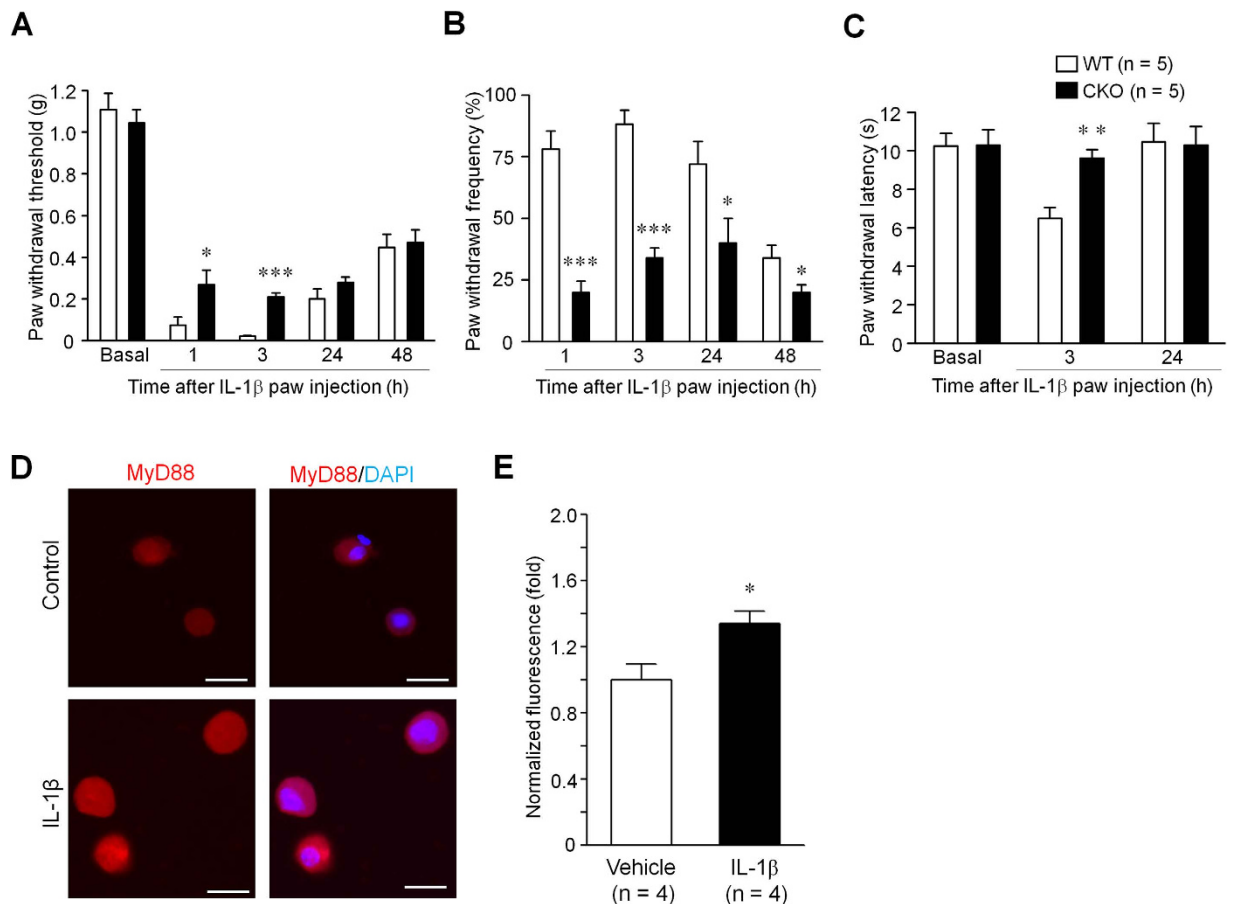 A
Paw withdrawal threshold (g)
1.2
1.0
0.8
0.6
0.4
0.2
0
*
***
Basal 1 3 24 48
Time after IL-1β paw injection (h)
B
Paw withdrawal frequency (%)
100
75
50
25
0
***
***
*
*
1 3 24 48
Time after IL-1β paw injection (h)
C
WT (n = 5)
CKO (n = 5)
Paw withdrawal latency (s)
12
10
8
6
4
2
0
**
Basal 3 24
Time after IL-1β paw injection (h)
D
MyD88 MyD88/DAPI
Control
IL-1β
E
Normalized fluorescence (fold)
2.0
1.6
1.2
0.8
0.4
0
*
Vehicle IL-1β
(n = 4) (n = 4)